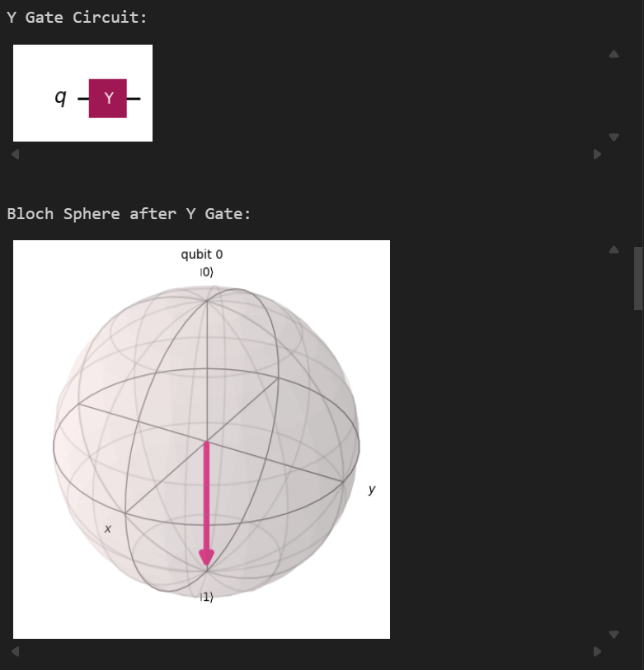 Y Gate Circuit:
q Y
Bloch Sphere after Y Gate:
qubit 0
|0⟩
y
x
|1⟩